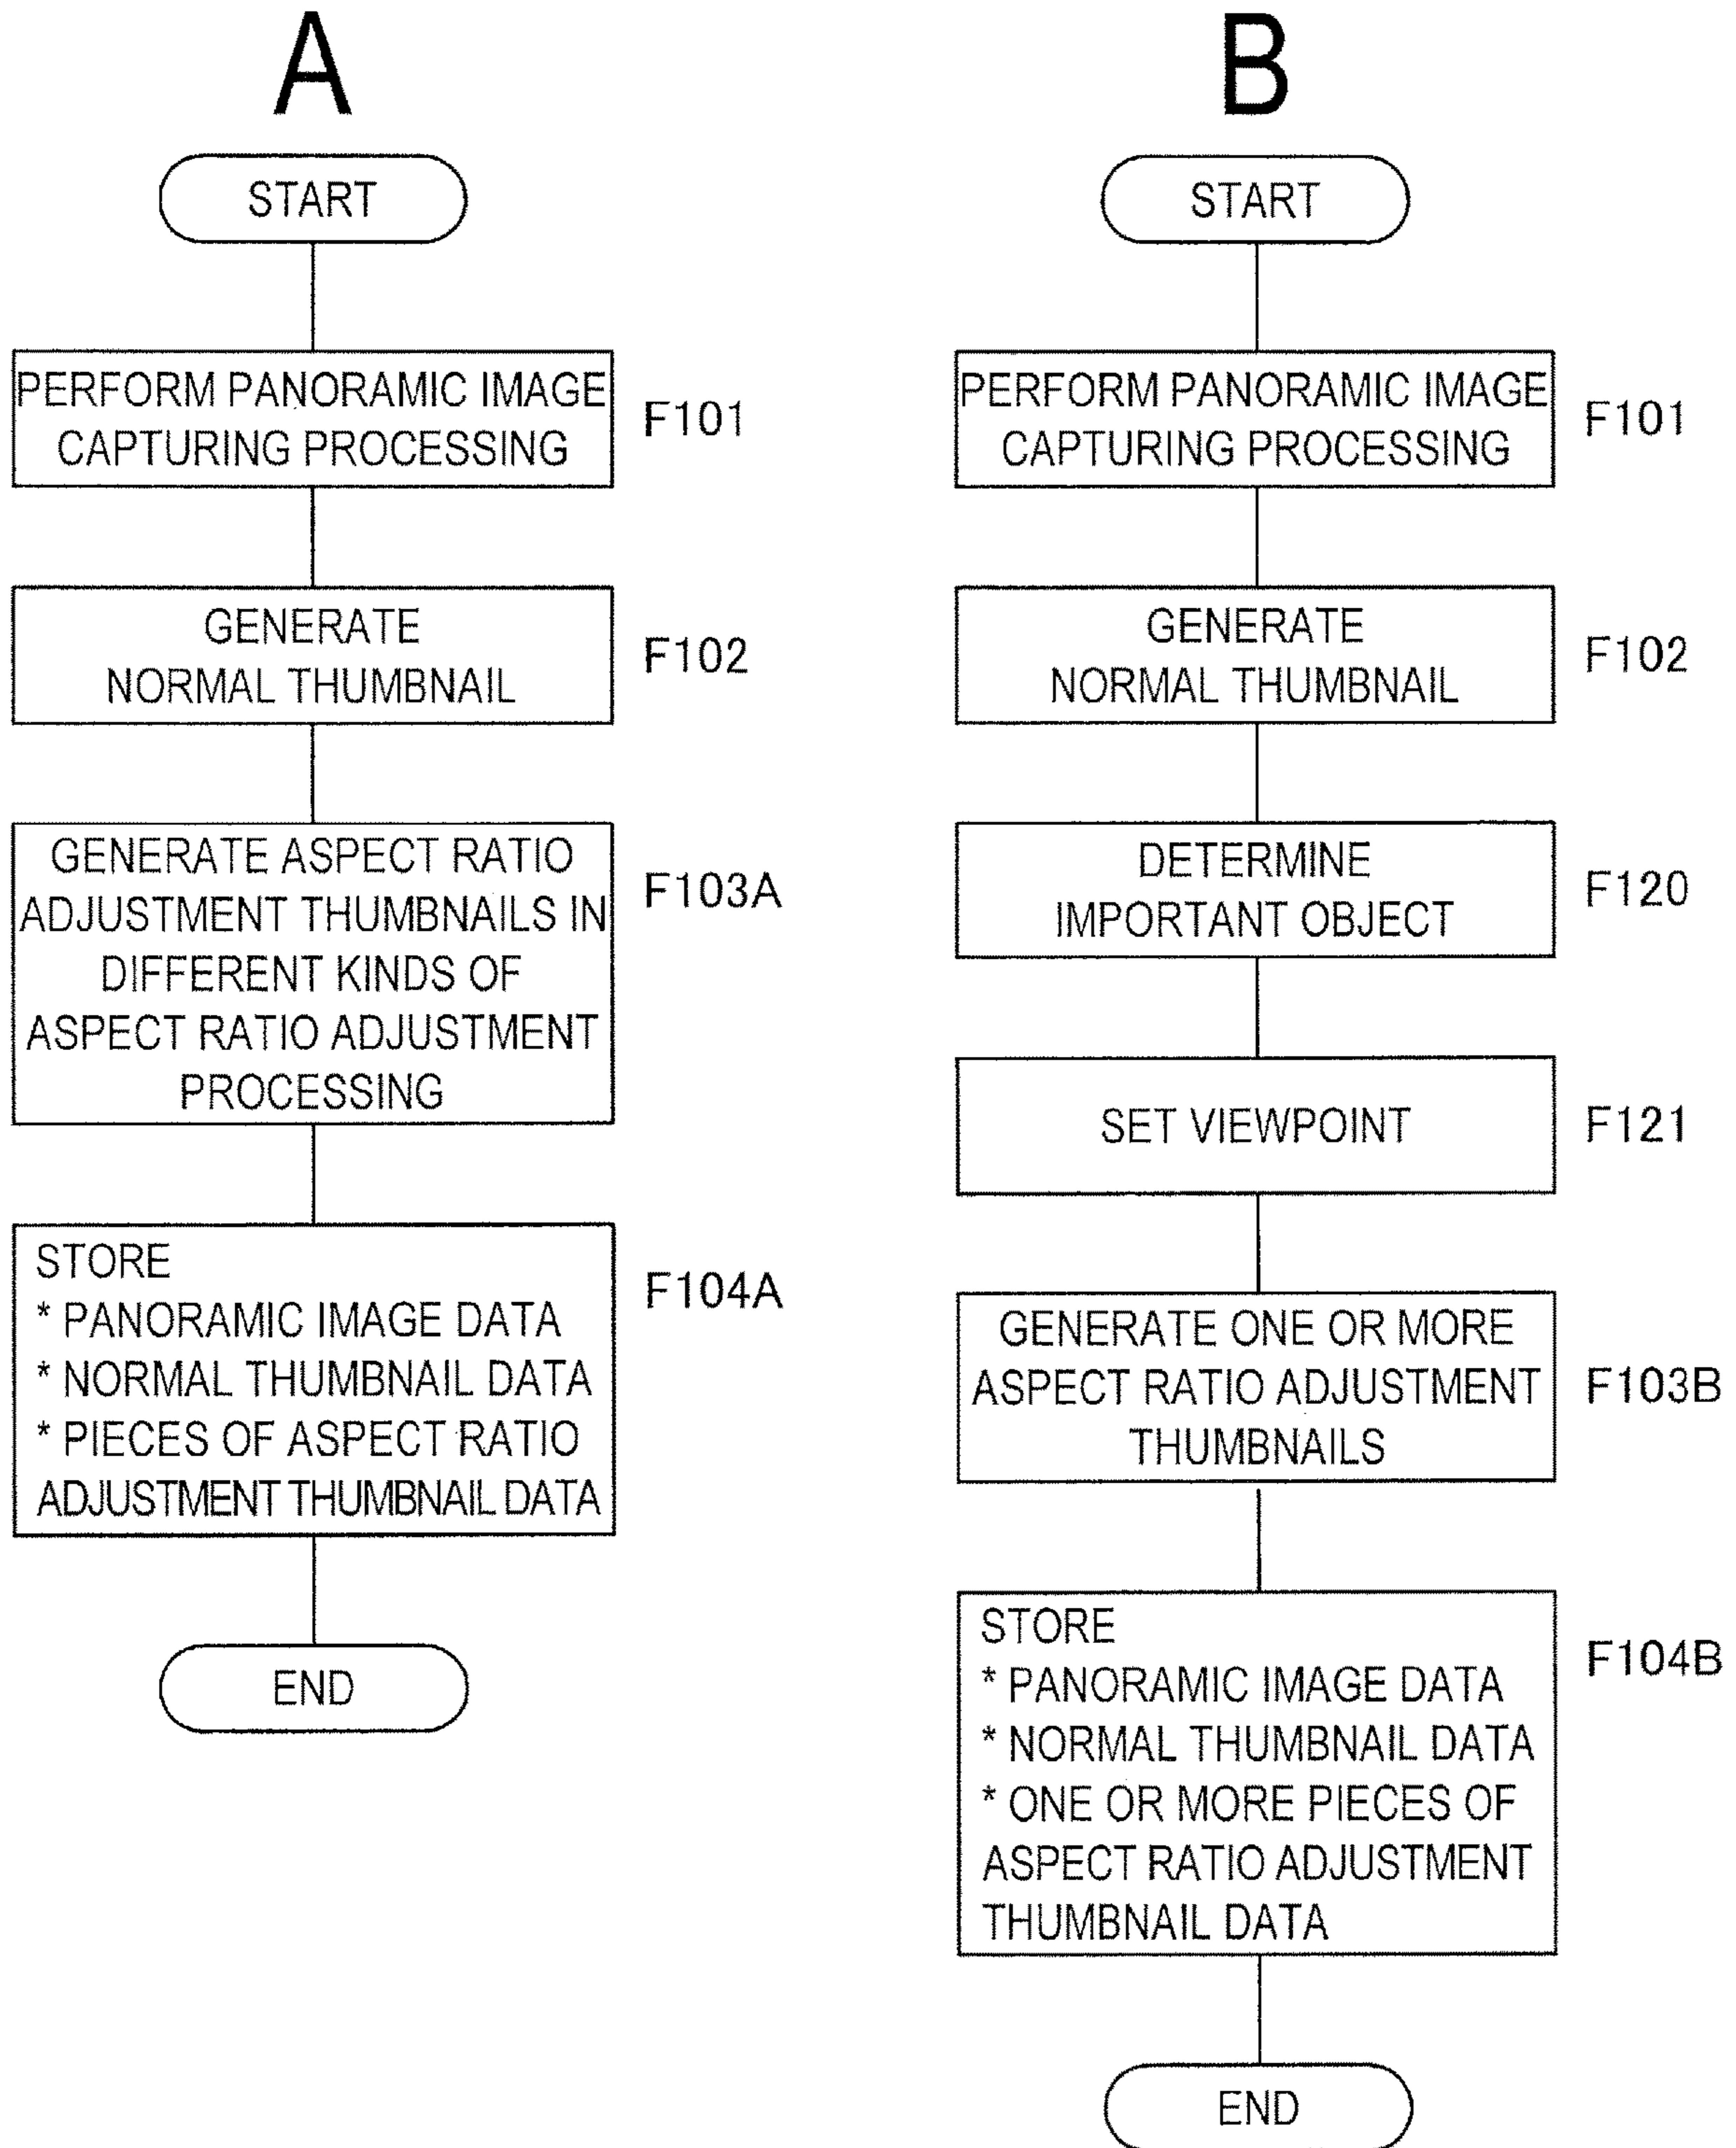 A
START
PERFORM PANORAMIC IMAGE
CAPTURING PROCESSING
F101
GENERATE
NORMAL THUMBNAIL
F102
GENERATE ASPECT RATIO
ADJUSTMENT THUMBNAILS IN
DIFFERENT KINDS OF
ASPECT RATIO ADJUSTMENT
PROCESSING
F103A
STORE
* PANORAMIC IMAGE DATA
* NORMAL THUMBNAIL DATA
* PIECES OF ASPECT RATIO
ADJUSTMENT THUMBNAIL DATA
F104A
END
B
START
PERFORM PANORAMIC IMAGE
CAPTURING PROCESSING
F101
GENERATE
NORMAL THUMBNAIL
F102
DETERMINE
IMPORTANT OBJECT
F120
SET VIEWPOINT
F121
GENERATE ONE OR MORE
ASPECT RATIO ADJUSTMENT
THUMBNAILS
F103B
STORE
* PANORAMIC IMAGE DATA
* NORMAL THUMBNAIL DATA
* ONE OR MORE PIECES OF
ASPECT RATIO ADJUSTMENT
THUMBNAIL DATA
F104B
END